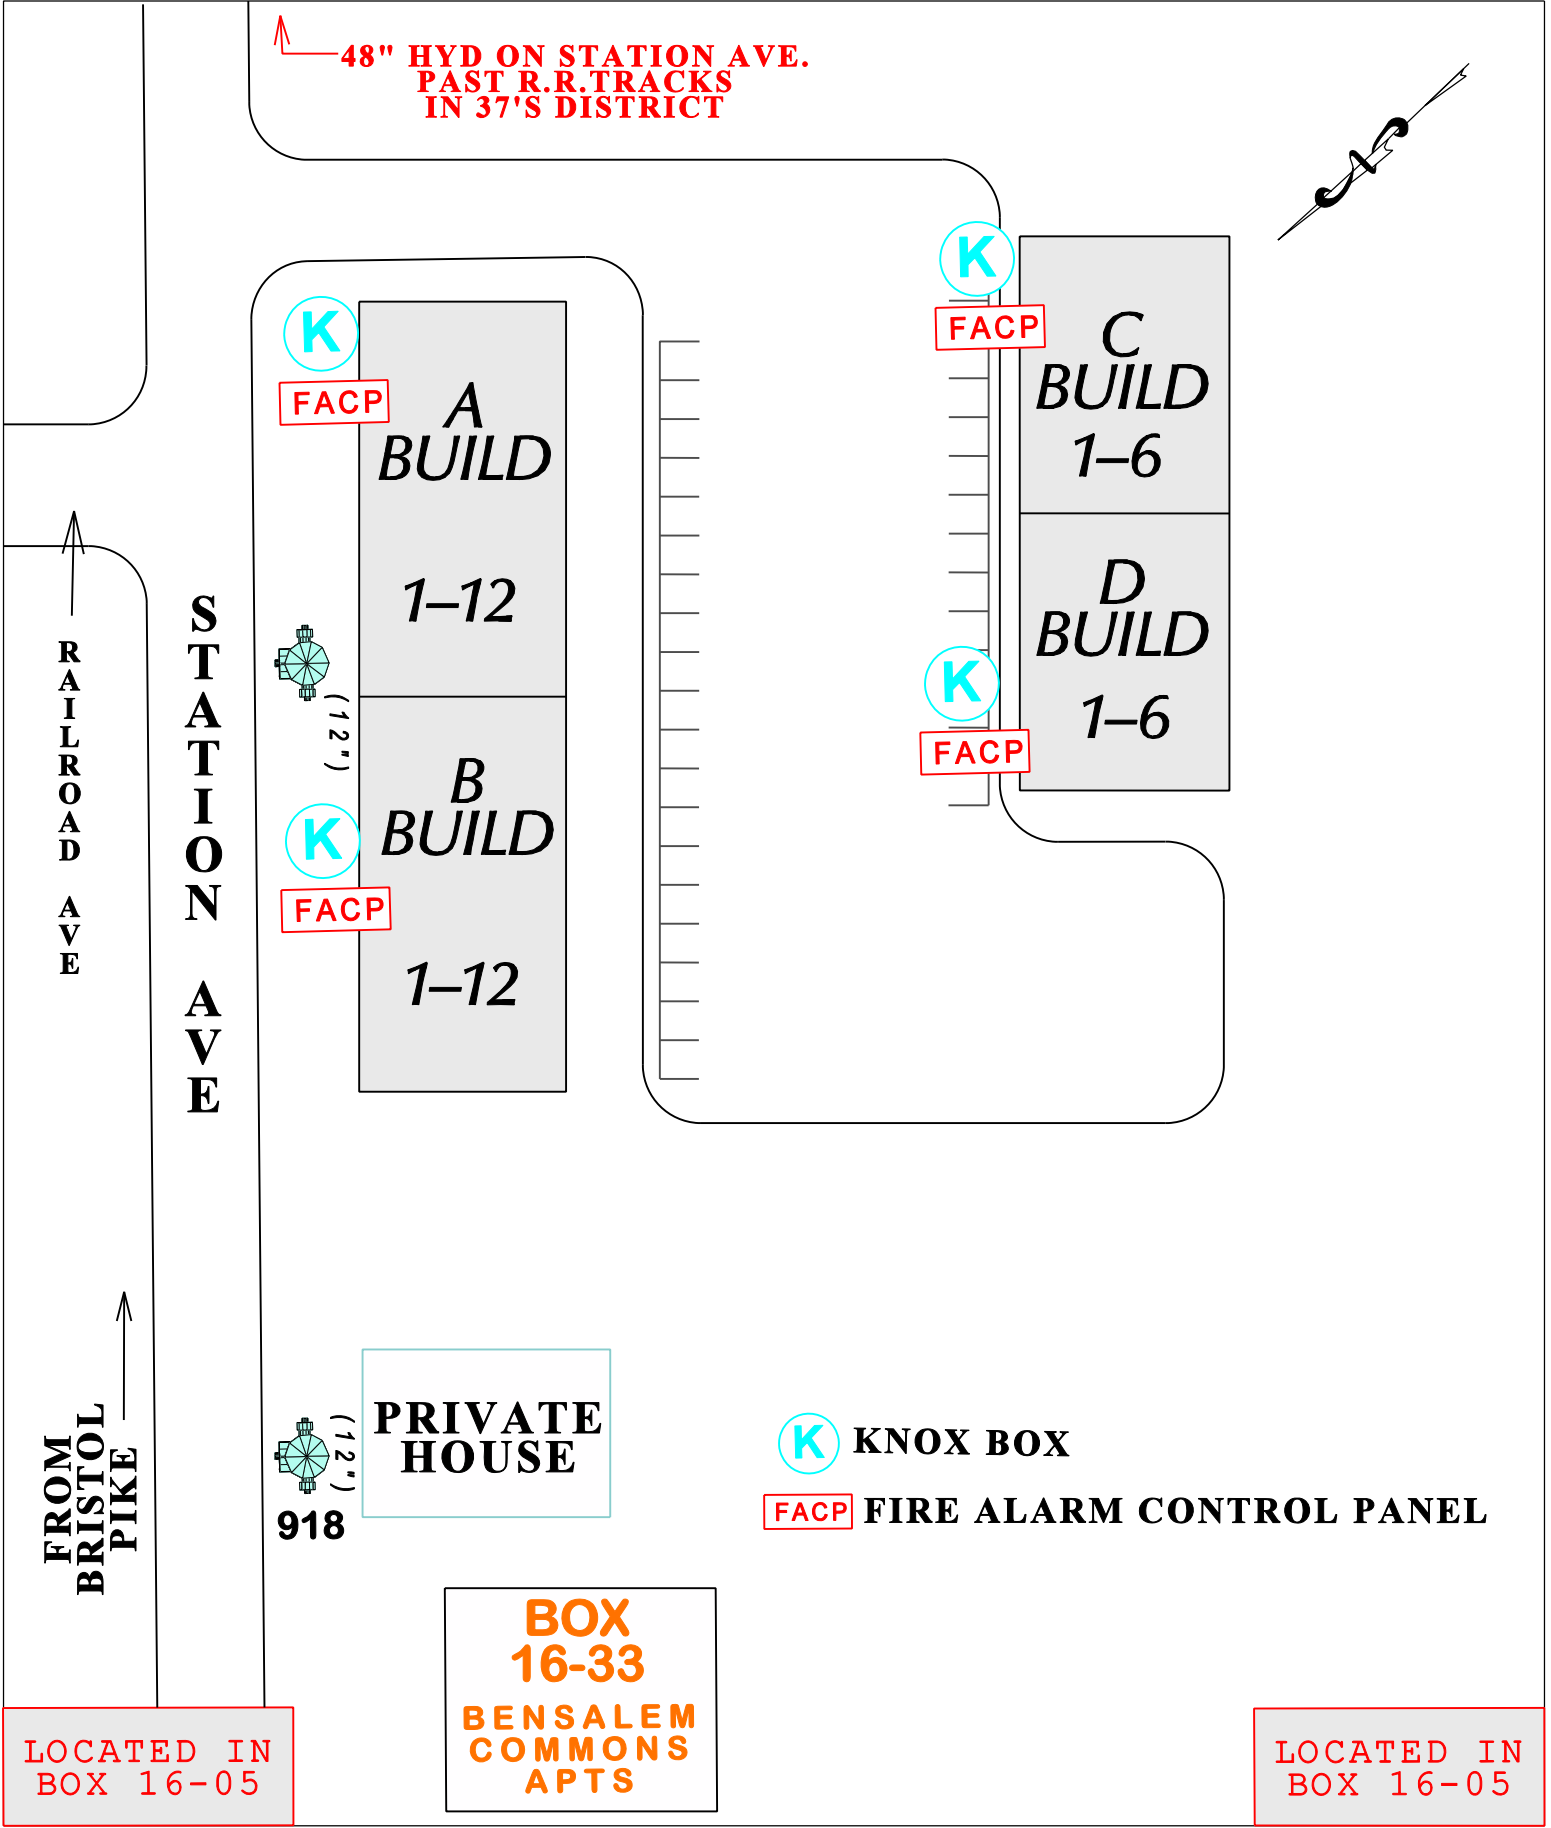 48" HYD ON STATION AVE.
PAST R.R.TRACKS
IN 37'S DISTRICT
N
K
FACP
C
BUILD
1–6
K
FACP
A
BUILD
1–12
D
BUILD
1–6
K
FACP
STATION AVE
RAILROAD AVE
(12")
B
BUILD
1–12
K
FACP
FROM
BRISTOL
PIKE
(12")
918
PRIVATE
HOUSE
K KNOX BOX
FACP FIRE ALARM CONTROL PANEL
BOX
16-33
BENSALEM
COMMONS
APTS
LOCATED IN
BOX 16-05
LOCATED IN
BOX 16-05